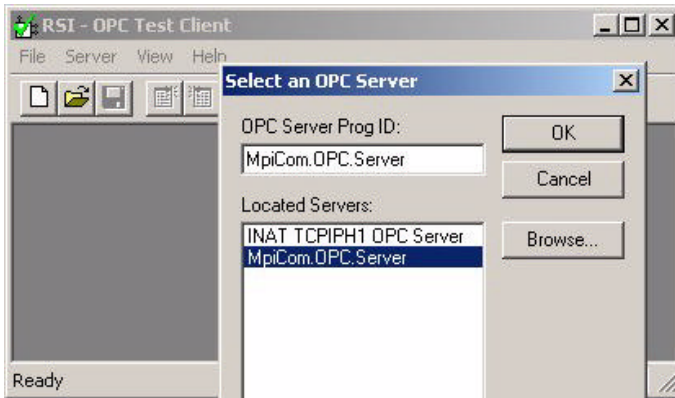 RSI - OPC Test Client
File Server View Help
Select an OPC Server
OPC Server Prog ID:
MpiCom.OPC.Server
OK
Cancel
Located Servers:
INAT TCPIPH1 OPC Server
MpiCom.OPC.Server
Browse...
Ready